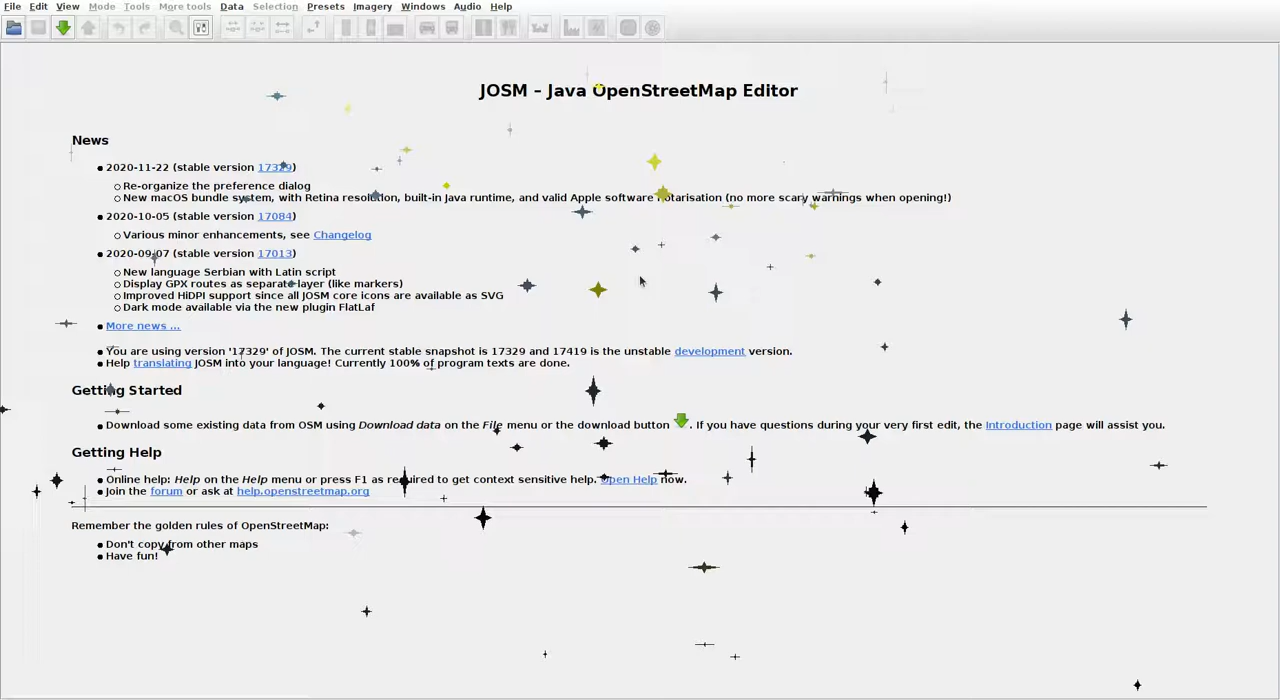 File Edit View Mode Tools More tools Data Selection Presets Imagery Windows Audio Help
JOSM – Java OpenStreetMap Editor
News
2020-11-22 (stable version 17329)
Re-organize the preference dialog
New macOS bundle system, with Retina resolution, built-in Java runtime, and valid Apple software notarisation (no more scary warnings when opening!)
2020-10-05 (stable version 17084)
Various minor enhancements, see Changelog
2020-09-07 (stable version 17013)
New language Serbian with Latin script
Display GPX routes as separate layer (like markers)
Improved HiDPI support since all JOSM core icons are available as SVG
Dark mode available via the new plugin FlatLaf
More news ...
You are using version '17329' of JOSM. The current stable snapshot is 17329 and 17419 is the unstable development version.
Help translating JOSM into your language! Currently 100% of program texts are done.
Getting Started
Download some existing data from OSM using Download data on the File menu or the download button . If you have questions during your very first edit, the Introduction page will assist you.
Getting Help
Online help: Help on the Help menu or press F1 as required to get context sensitive help. Open Help now.
Join the forum or ask at help.openstreetmap.org
Remember the golden rules of OpenStreetMap:
Don't copy from other maps
Have fun!